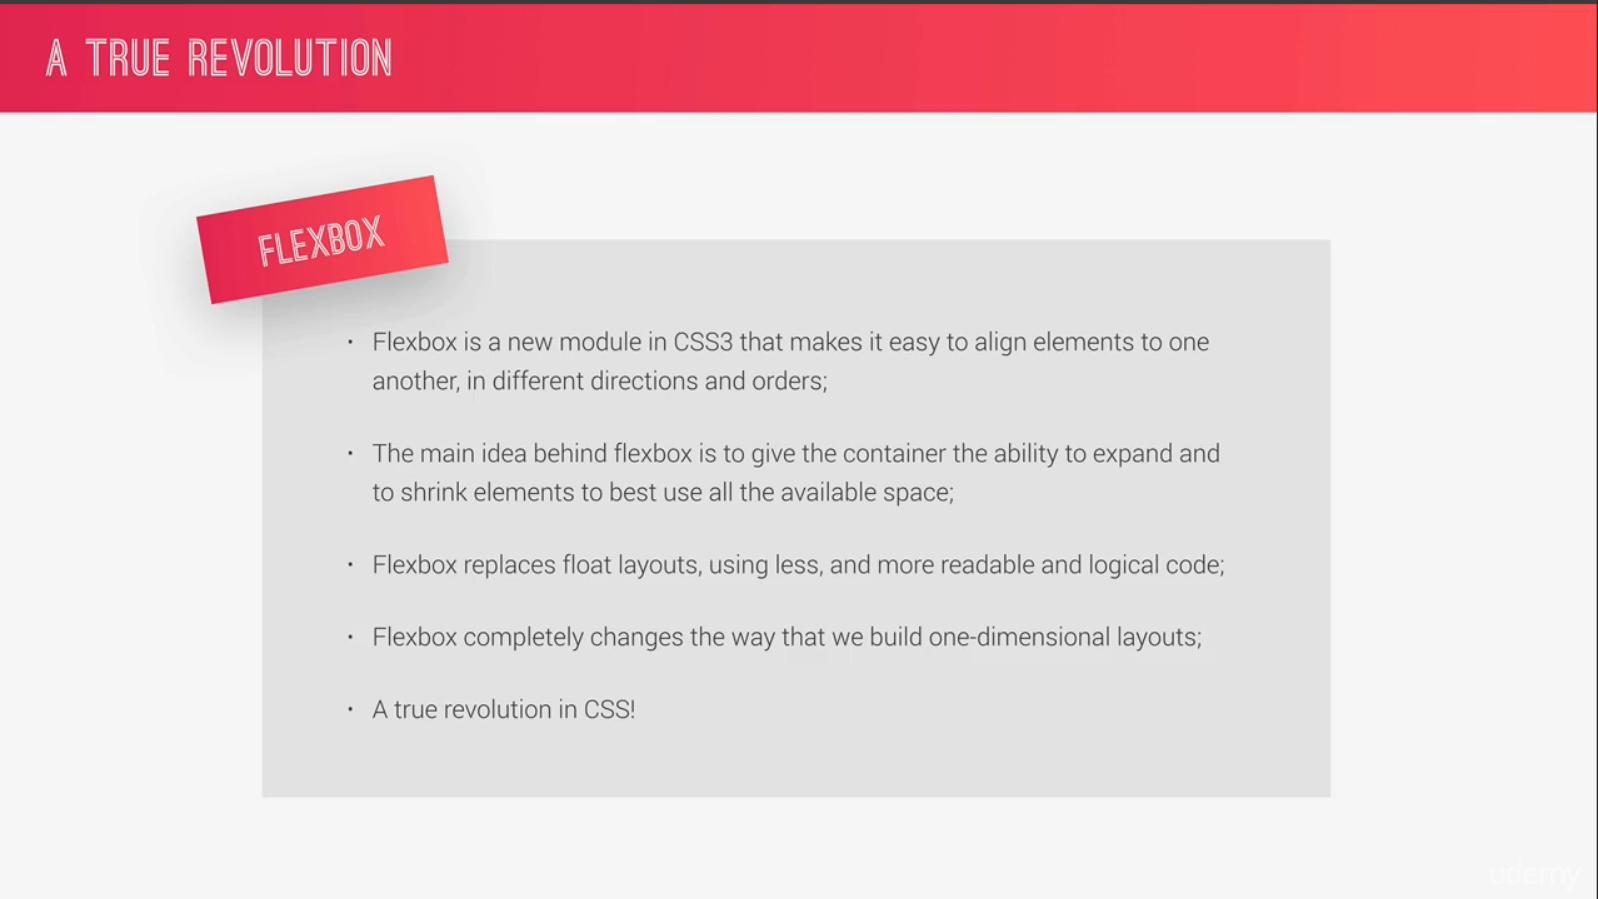 A TRUE REVOLUTION
FLEXBOX
• Flexbox is a new module in CSS3 that makes it easy to align elements to one
another, in different directions and orders;
• The main idea behind flexbox is to give the container the ability to expand and
to shrink elements to best use all the available space;
• Flexbox replaces float layouts, using less, and more readable and logical code;
• Flexbox completely changes the way that we build one-dimensional layouts;
• A true revolution in CSS!
udemy